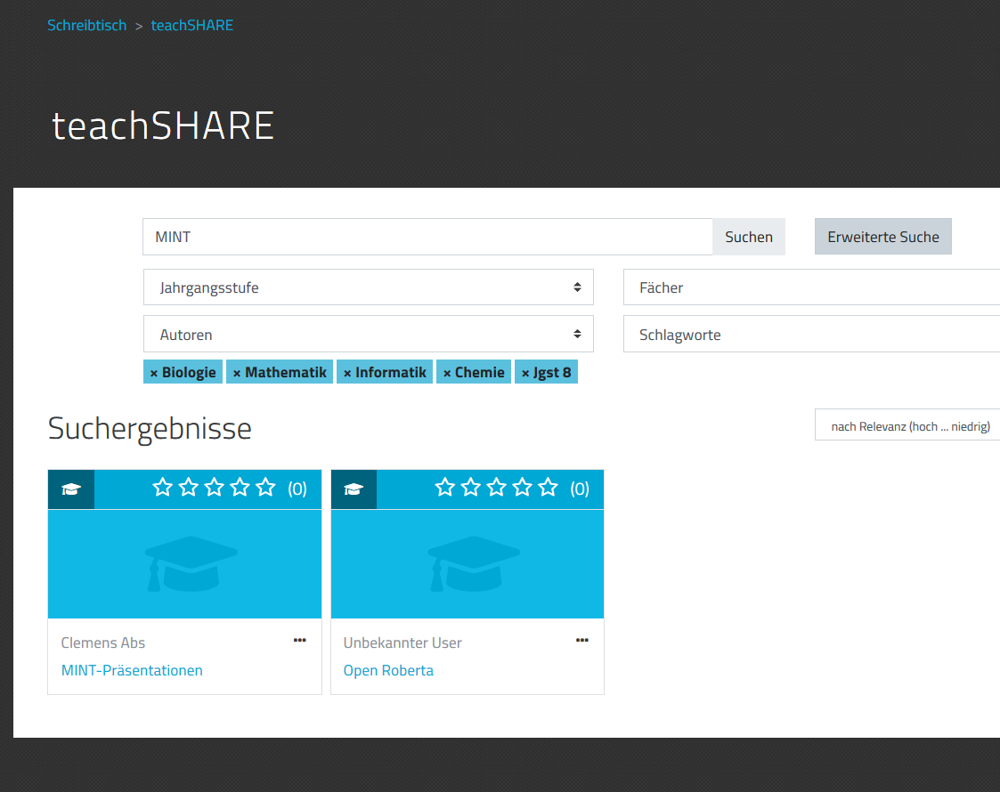 Schreibtisch > teachSHARE
teachSHARE
MINT Suchen Erweiterte Suche
Jahrgangsstufe Fächer
Autoren Schlagworte
× Biologie × Mathematik × Informatik × Chemie × Jgst 8
Suchergebnisse nach Relevanz (hoch ... niedrig)
(0) (0)
Clemens Abs ... Unbekannter User ...
MINT-Präsentationen Open Roberta